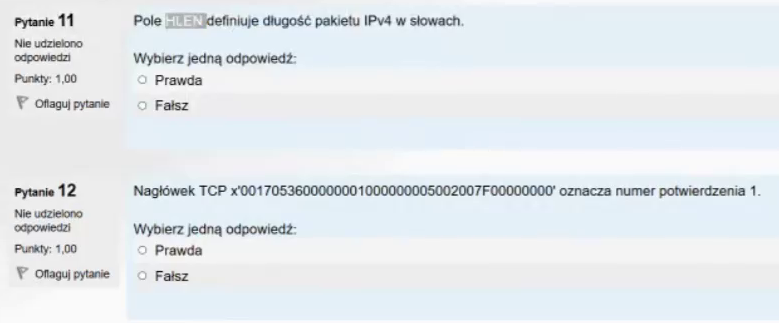 Pytanie 11
Nie udzielono
odpowiedzi
Punkty: 1,00
Oflaguj pytanie
Pole HLEN definiuje długość pakietu IPv4 w słowach.
Wybierz jedną odpowiedź:
Prawda
Fałsz
Pytanie 12
Nie udzielono
odpowiedzi
Punkty: 1,00
Oflaguj pytanie
Nagłówek TCP x'0017053600000001000000005002007F00000000' oznacza numer potwierdzenia 1.
Wybierz jedną odpowiedź:
Prawda
Fałsz